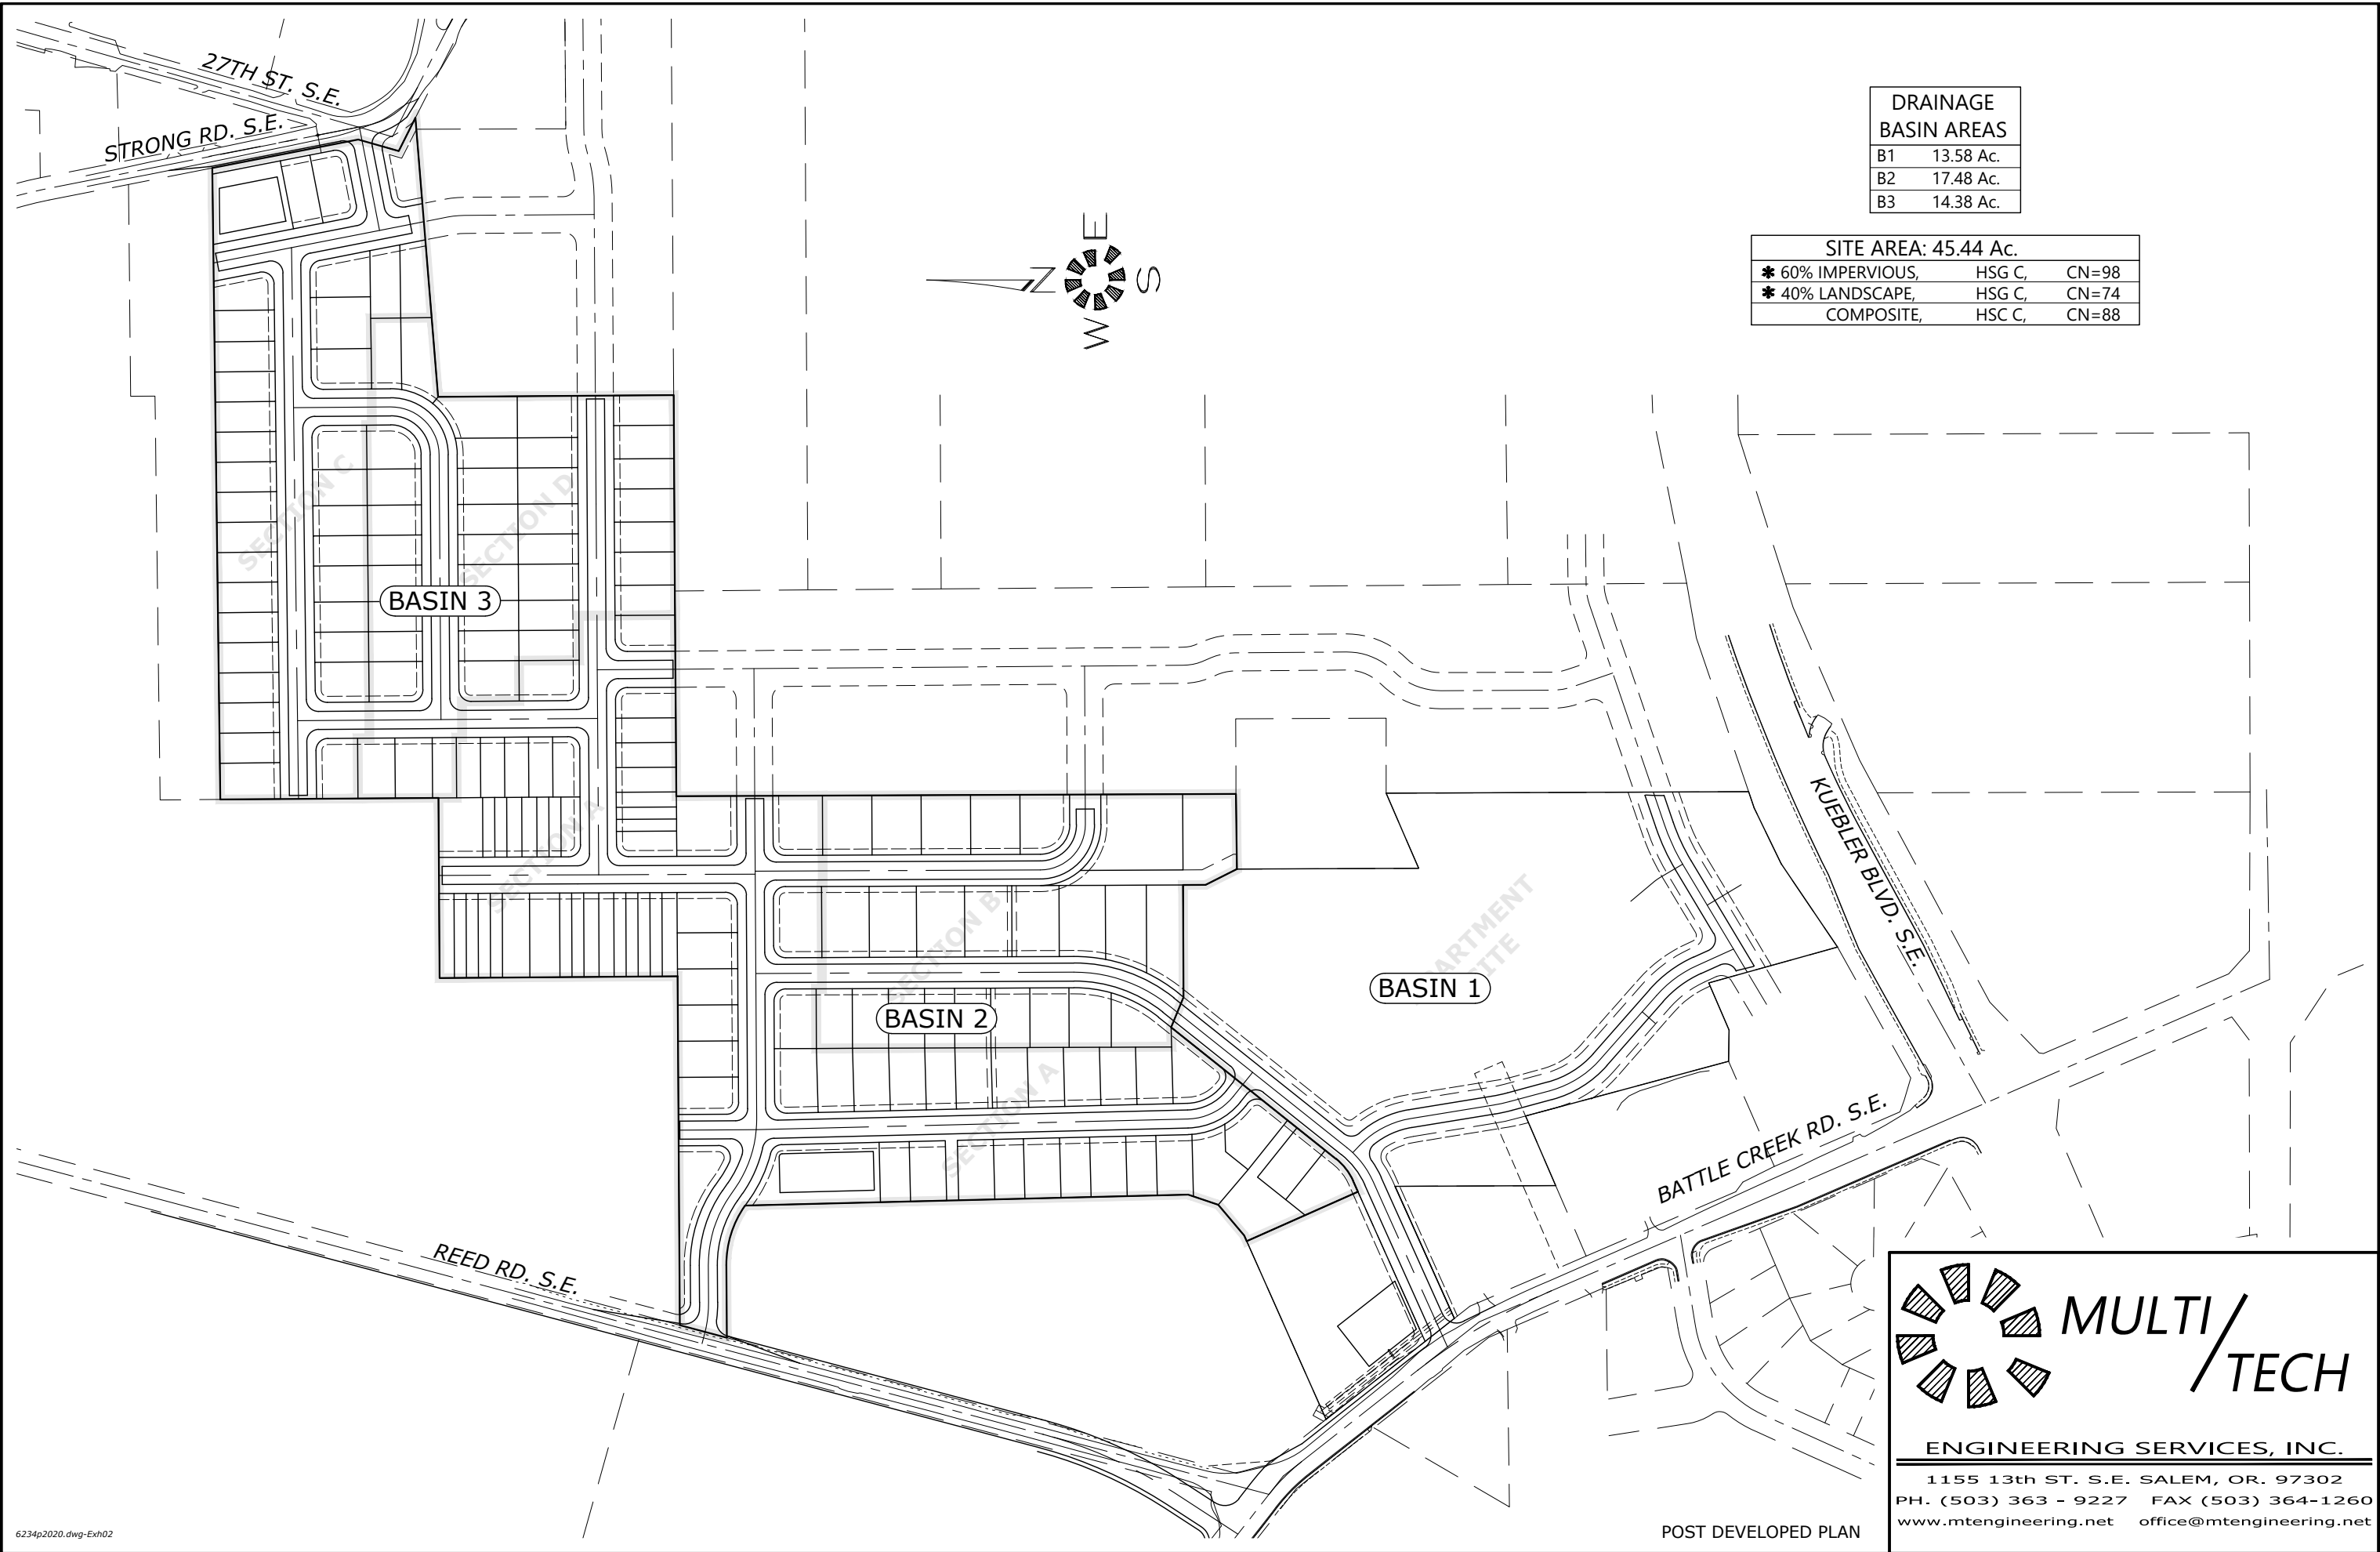 27TH ST. S.E.
STRONG RD. S.E.
DRAINAGE
BASIN AREAS
B1 13.58 Ac.
B2 17.48 Ac.
B3 14.38 Ac.
SITE AREA: 45.44 Ac.
✱ 60% IMPERVIOUS, HSG C, CN=98
✱ 40% LANDSCAPE, HSG C, CN=74
COMPOSITE, HSC C, CN=88
E
N
S
W
SECTION C
SECTION D
BASIN 3
SECTION A
SECTION B
BASIN 2
SECTION A
BASIN 1
KUEBLER BLVD. S.E.
BATTLE CREEK RD. S.E.
REED RD. S.E.
MULTI/
TECH
ENGINEERING SERVICES, INC.
1155 13th ST. S.E. SALEM, OR. 97302
PH. (503) 363 - 9227 FAX (503) 364-1260
www.mtengineering.net office@mtengineering.net
POST DEVELOPED PLAN
6234p2020.dwg-Exh02